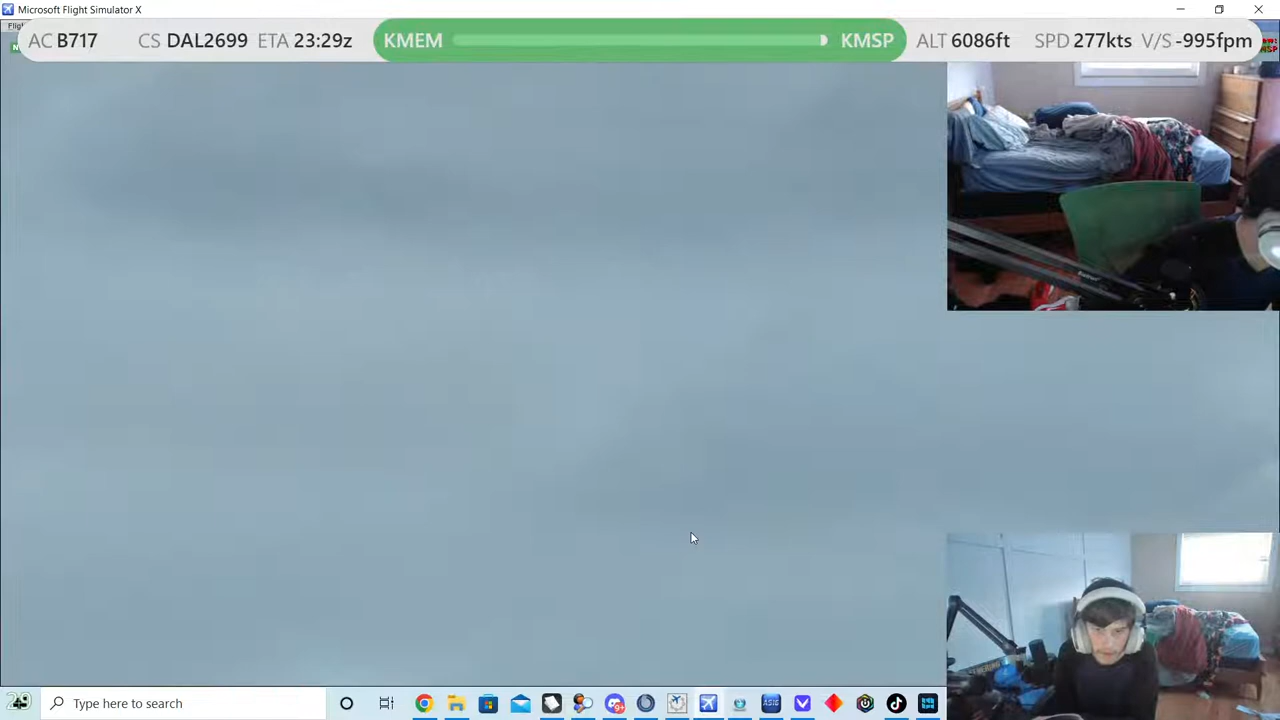 Microsoft Flight Simulator X
AC B717 CS DAL2699 ETA 23:29z KMEM KMSP ALT 6086ft SPD 277kts V/S -995fpm
Type here to search